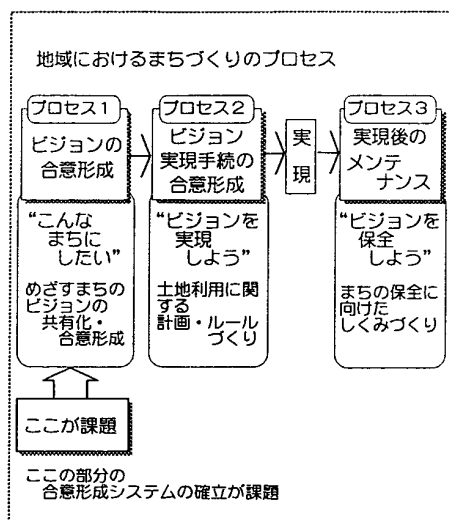 地域におけるまちづくりのプロセス
プロセス1
ビジョンの
合意形成
“こんな
まちに
したい”
めざすまちの
ビジョンの
共有化・
合意形成
プロセス2
ビジョン
実現手続の
合意形成
“ビジョンを
実現
しよう”
土地利用に関
する
計画・ルール
づくり
実
現
プロセス3
実現後の
メンテ
ナンス
“ビジョンを
保全
しよう”
まちの保全に
向けた
しくみづくり
ここが課題
ここの部分の
合意形成システムの確立が課題